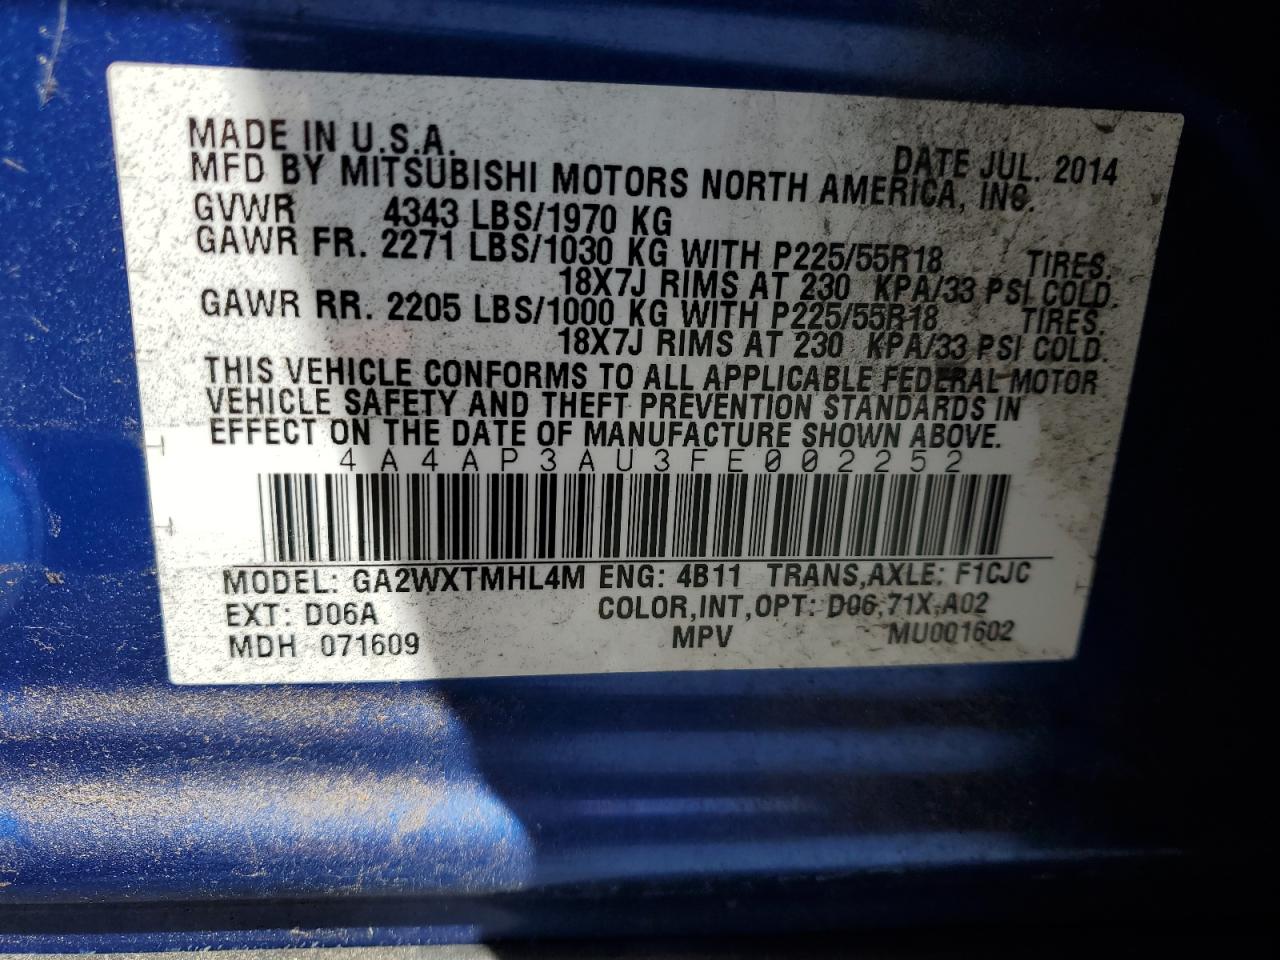 MADE IN U.S.A. DATE JUL. 2014
MFD BY MITSUBISHI MOTORS NORTH AMERICA, INC.
GVWR 4343 LBS/1970 KG
GAWR FR. 2271 LBS/1030 KG WITH P225/55R18 TIRES.
18X7J RIMS AT 230 KPA/33 PSI COLD.
GAWR RR. 2205 LBS/1000 KG WITH P225/55R18 TIRES.
18X7J RIMS AT 230 KPA/33 PSI COLD.
THIS VEHICLE CONFORMS TO ALL APPLICABLE FEDERAL MOTOR
VEHICLE SAFETY AND THEFT PREVENTION STANDARDS IN
EFFECT ON THE DATE OF MANUFACTURE SHOWN ABOVE.
4A4AP3AU3FE002252
MODEL: GA2WXTMHL4M ENG: 4B11 TRANS,AXLE: F1CJC
EXT: D06A COLOR,INT,OPT: D06,71X,A02
MDH 071609 MPV MU001602